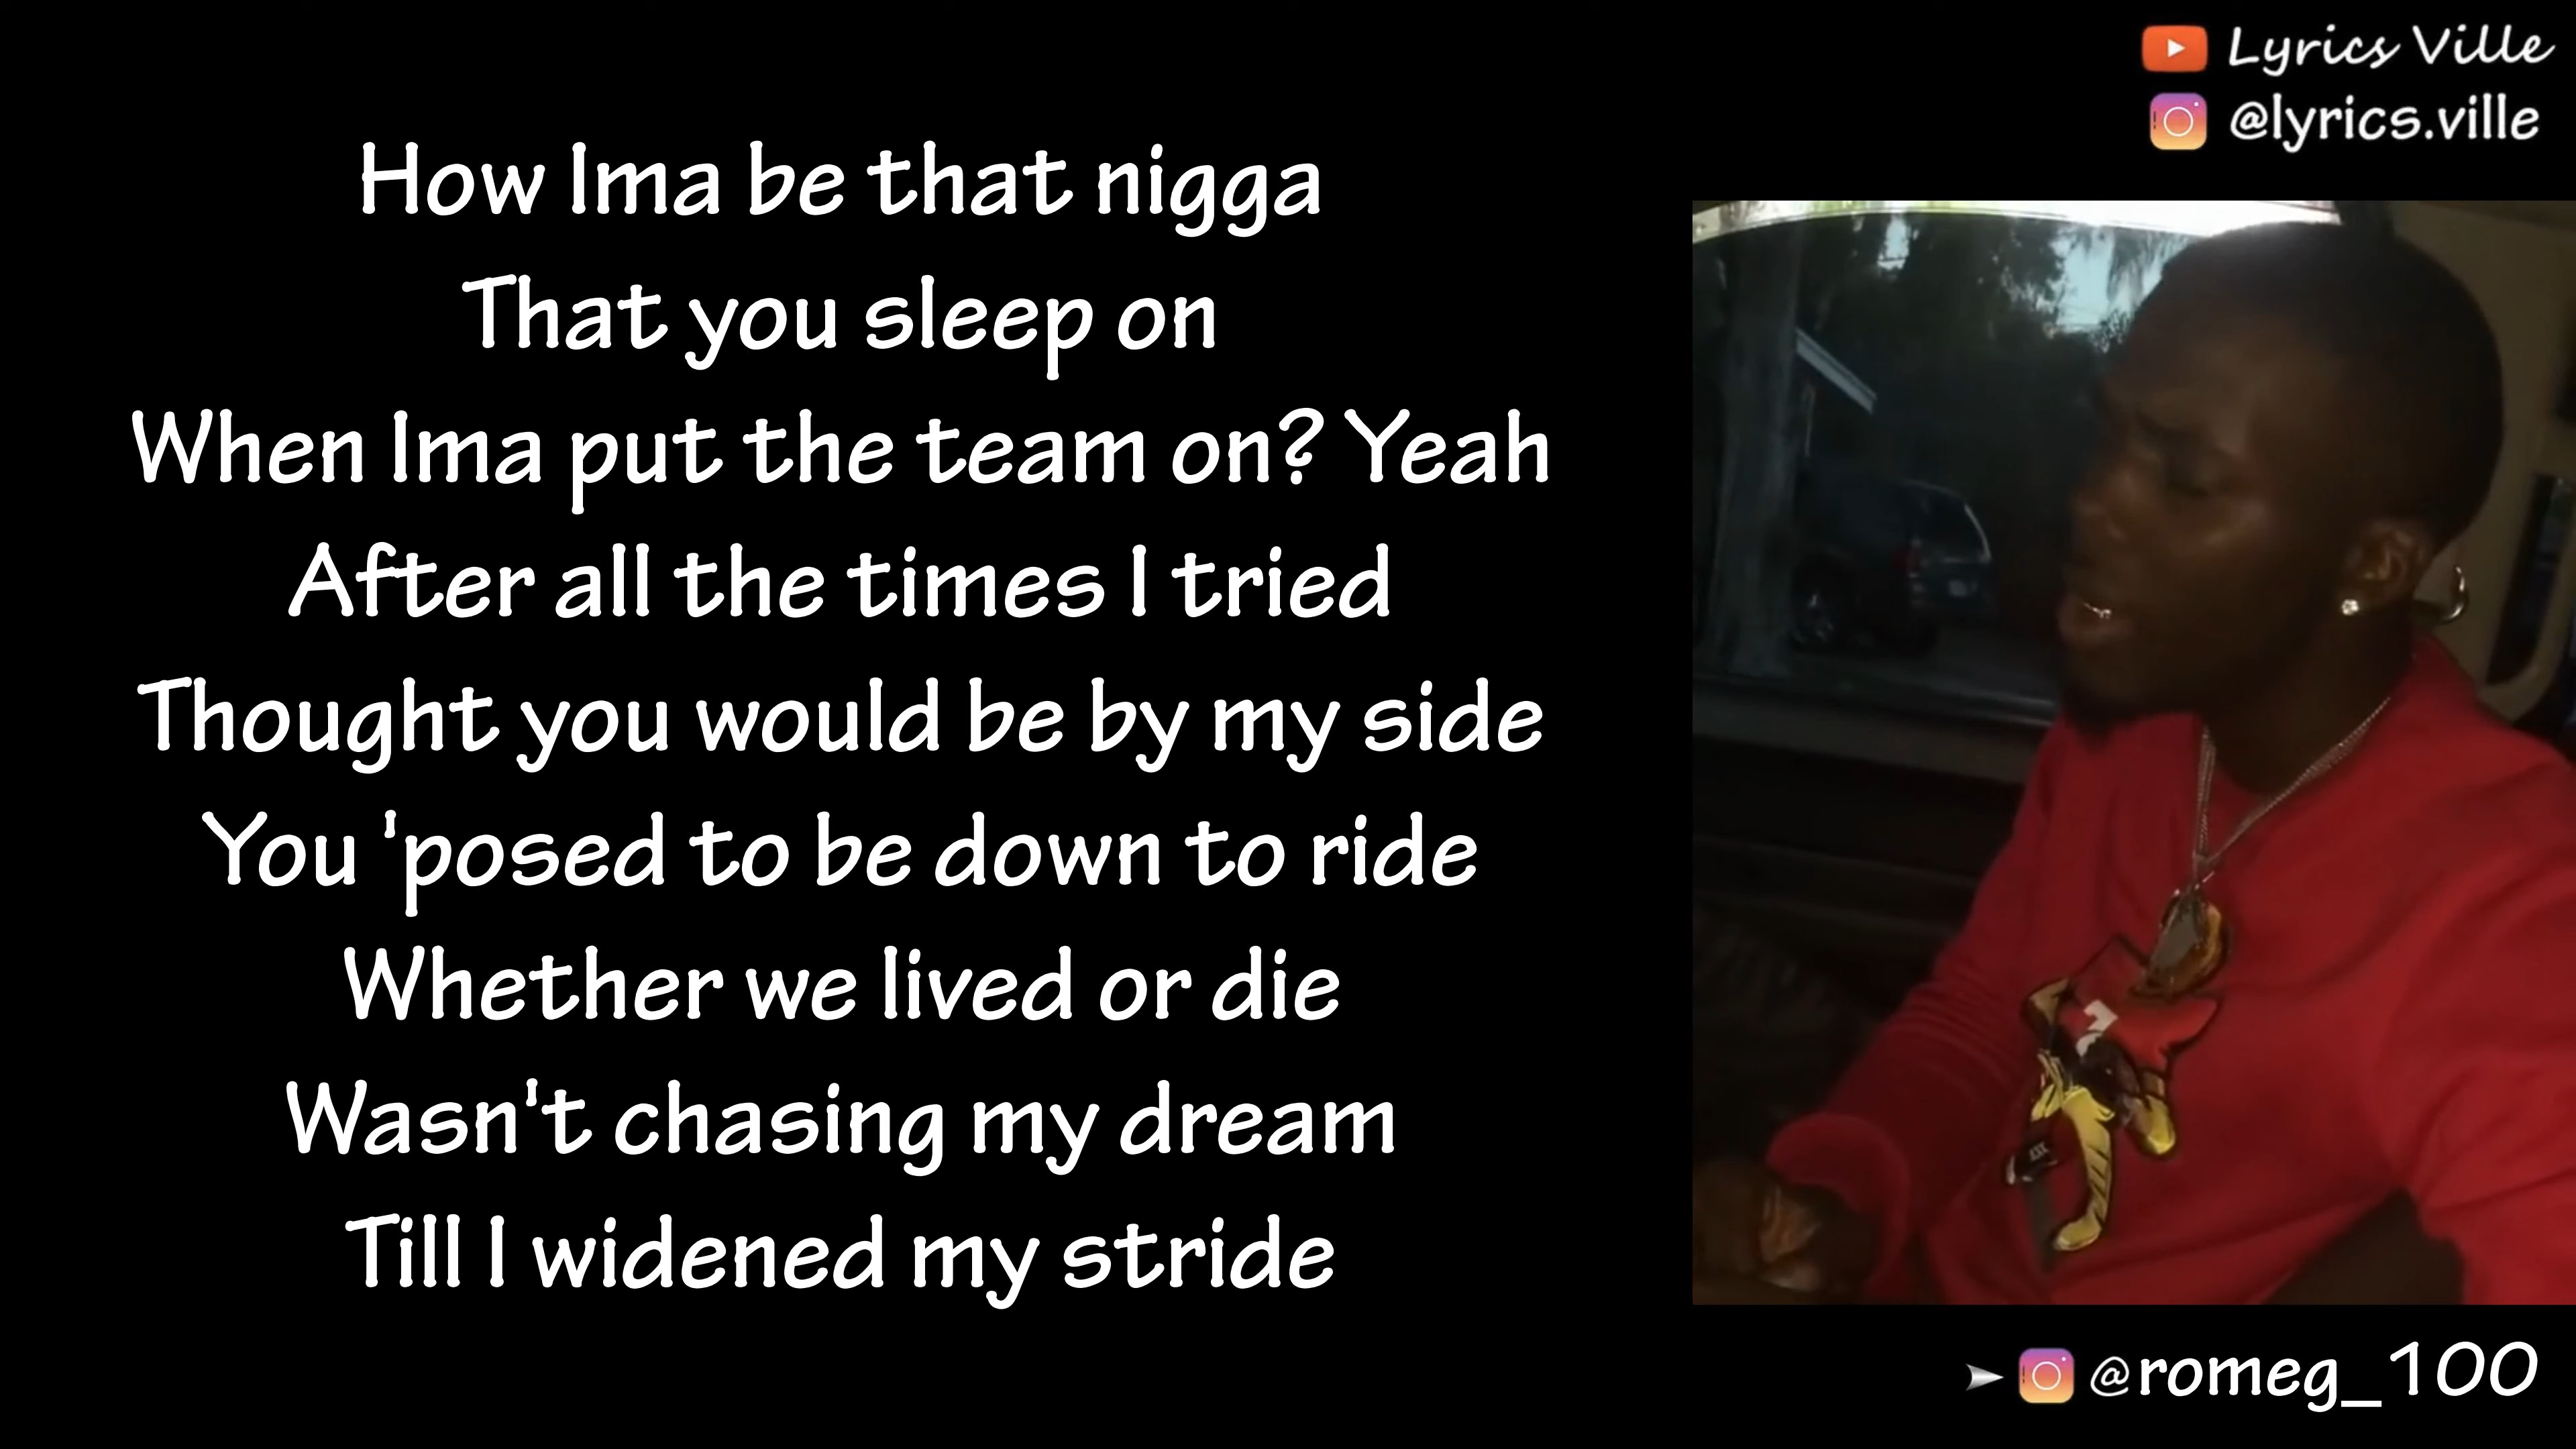 Lyrics Ville
@lyrics.ville
How Ima be that nigga
That you sleep on
When Ima put the team on? Yeah
After all the times I tried
Thought you would be by my side
You 'posed to be down to ride
Whether we lived or die
Wasn't chasing my dream
Till I widened my stride
@romeg_100